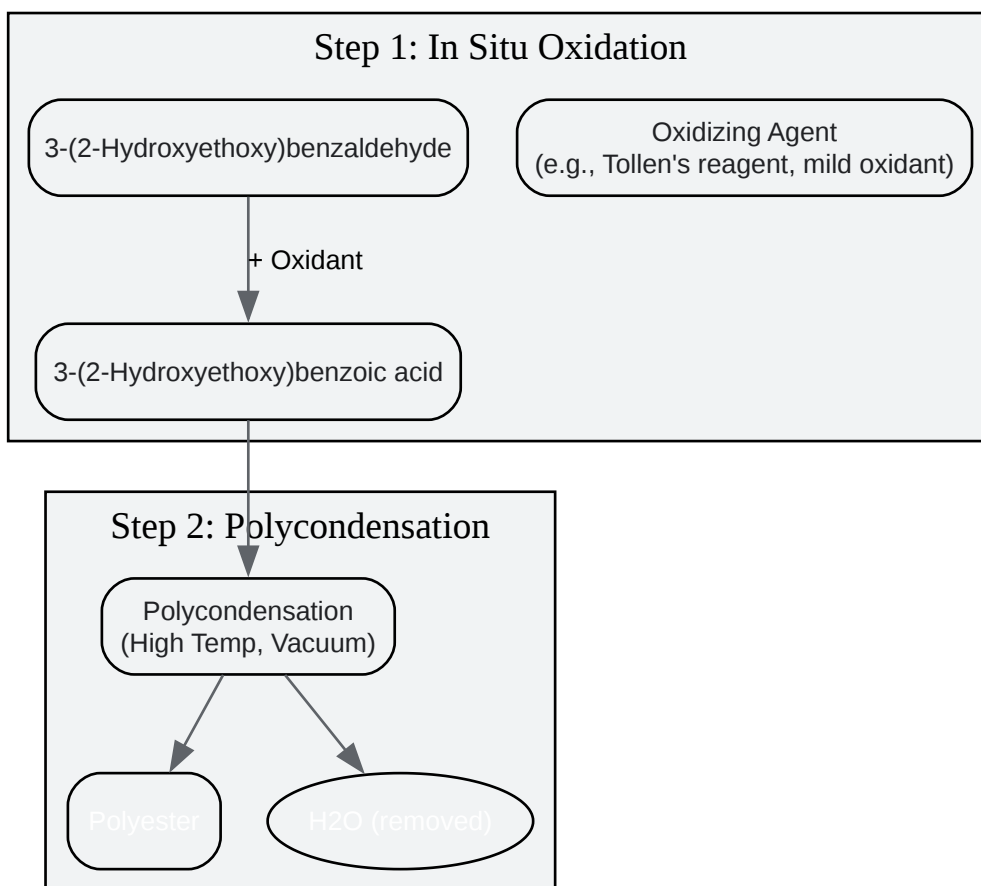 Step 1: In Situ Oxidation
3-(2-Hydroxyethoxy)benzaldehyde
Oxidizing Agent
(e.g., Tollen's reagent, mild oxidant)
+ Oxidant
3-(2-Hydroxyethoxy)benzoic acid
Step 2: Polycondensation
Polycondensation
(High Temp, Vacuum)
Polyester
H2O (removed)